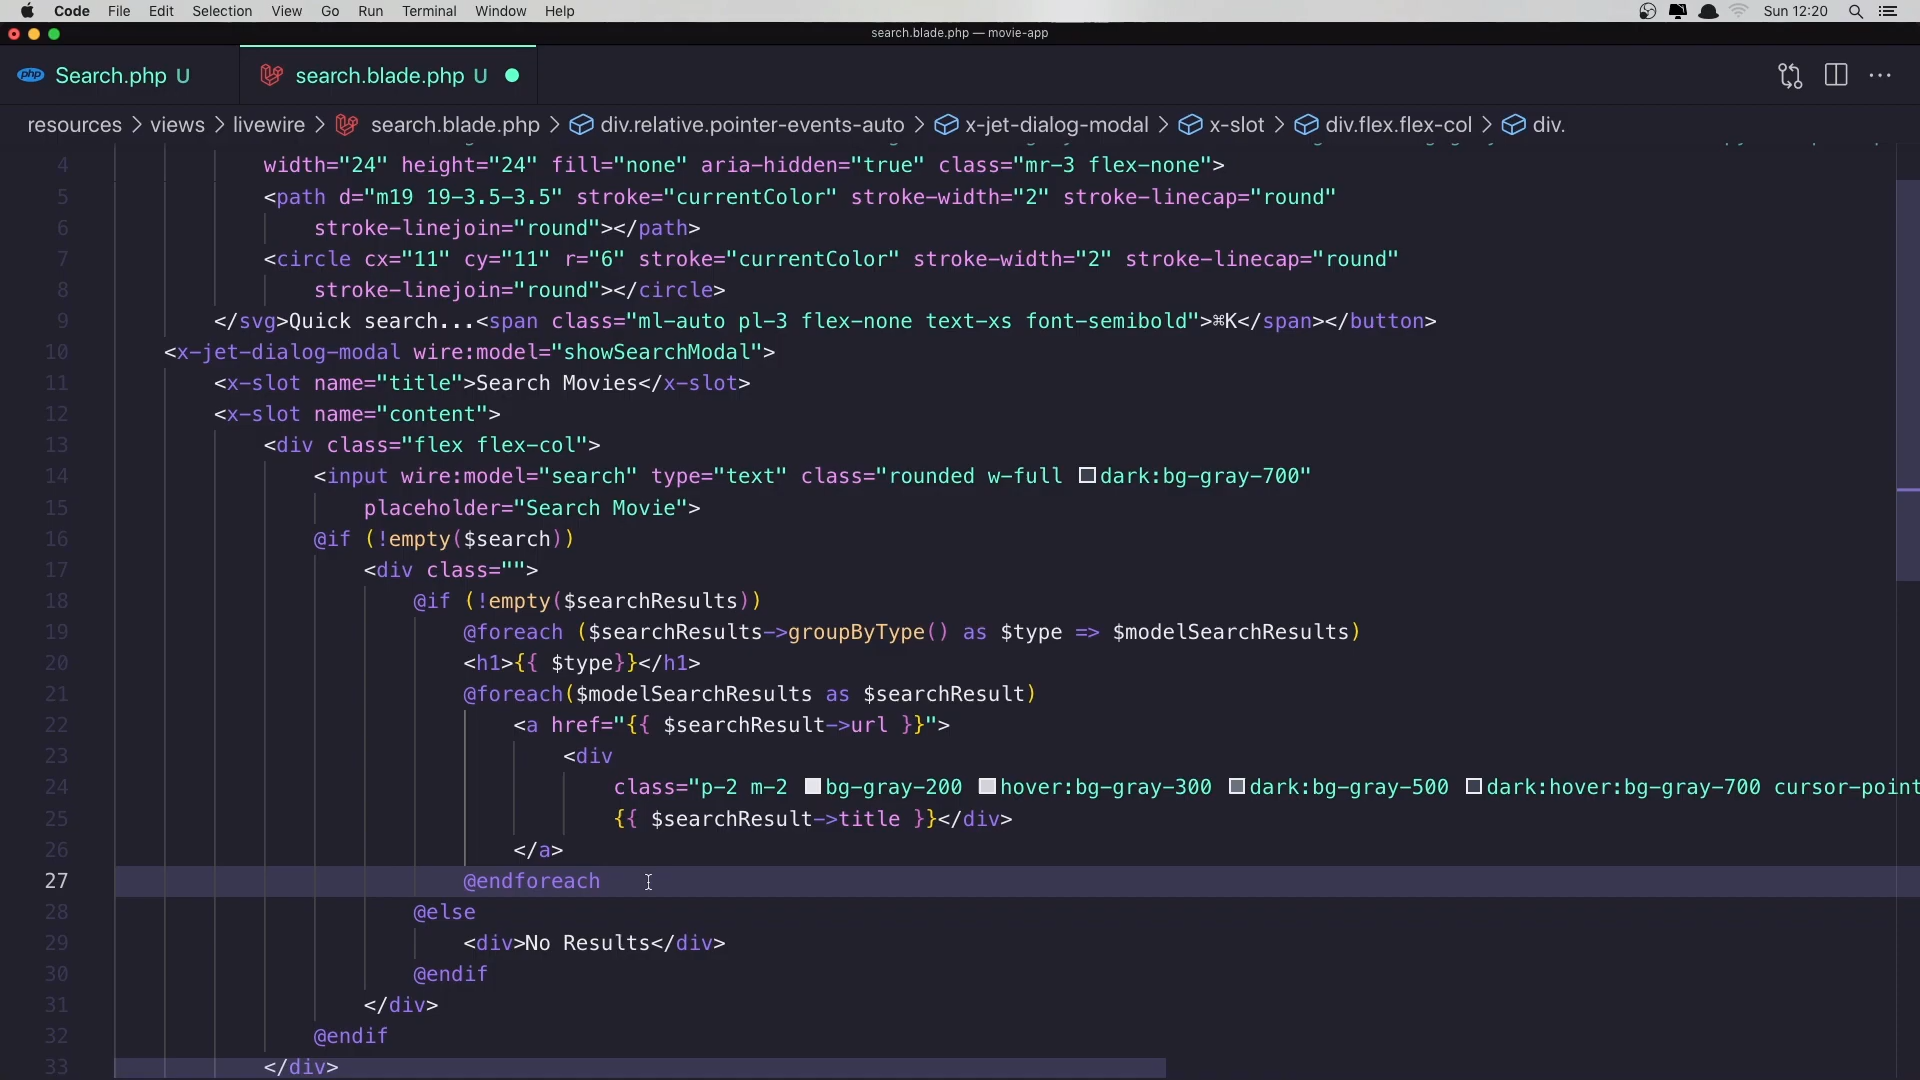 Code File Edit Selection View Go Run Terminal Window Help Sun 12:20
search.blade.php — movie-app
php Search.php U search.blade.php U
resources > views > livewire > search.blade.php > div.relative.pointer-events-auto > x-jet-dialog-modal > x-slot > div.flex.flex-col > div.
4 width="24" height="24" fill="none" aria-hidden="true" class="mr-3 flex-none">
5 <path d="m19 19-3.5-3.5" stroke="currentColor" stroke-width="2" stroke-linecap="round"
6 stroke-linejoin="round"></path>
7 <circle cx="11" cy="11" r="6" stroke="currentColor" stroke-width="2" stroke-linecap="round"
8 stroke-linejoin="round"></circle>
9 </svg>Quick search...<span class="ml-auto pl-3 flex-none text-xs font-semibold">⌘K</span></button>
10 <x-jet-dialog-modal wire:model="showSearchModal">
11 <x-slot name="title">Search Movies</x-slot>
12 <x-slot name="content">
13 <div class="flex flex-col">
14 <input wire:model="search" type="text" class="rounded w-full dark:bg-gray-700"
15 placeholder="Search Movie">
16 @if (!empty($search))
17 <div class="">
18 @if (!empty($searchResults))
19 @foreach ($searchResults->groupByType() as $type => $modelSearchResults)
20 <h1>{{ $type}}</h1>
21 @foreach($modelSearchResults as $searchResult)
22 <a href="{{ $searchResult->url }}">
23 <div
24 class="p-2 m-2 bg-gray-200 hover:bg-gray-300 dark:bg-gray-500 dark:hover:bg-gray-700 cursor-point
25 {{ $searchResult->title }}</div>
26 </a>
27 @endforeach
28 @else
29 <div>No Results</div>
30 @endif
31 </div>
32 @endif
33 </div>